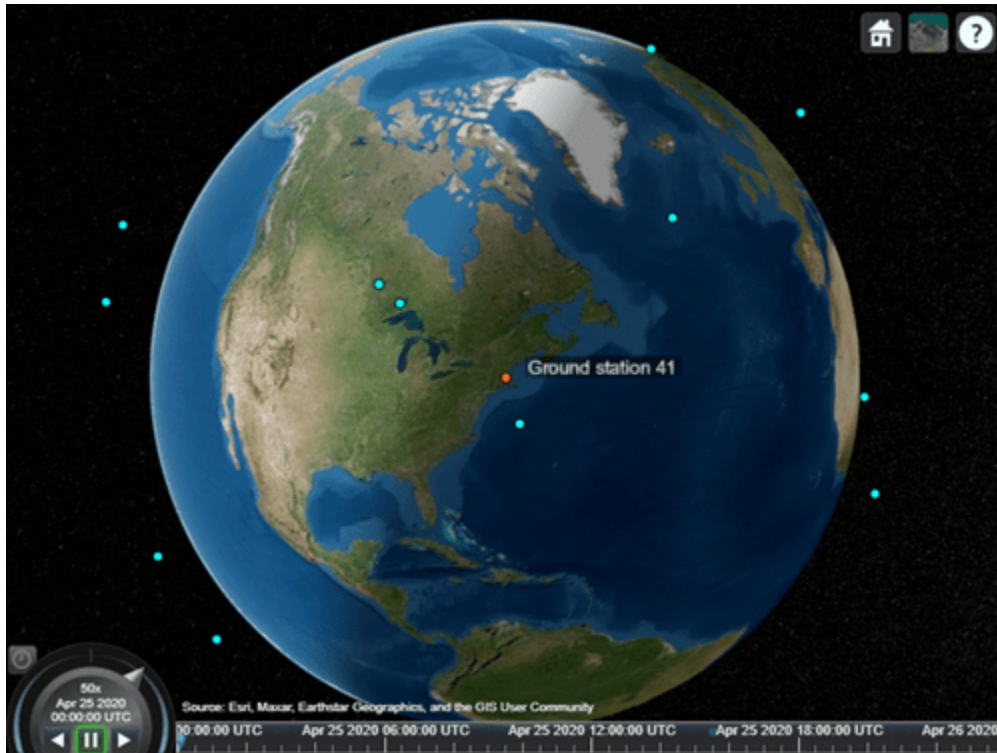 ?
Ground station 41
50x
Apr 25 2020
00:00:00 UTC
Source: Esri, Maxar, Earthstar Geographics, and the GIS User Community
00:00:00 UTC Apr 25 2020 06:00:00 UTC Apr 25 2020 12:00:00 UTC Apr 25 2020 18:00:00 UTC Apr 26 2020